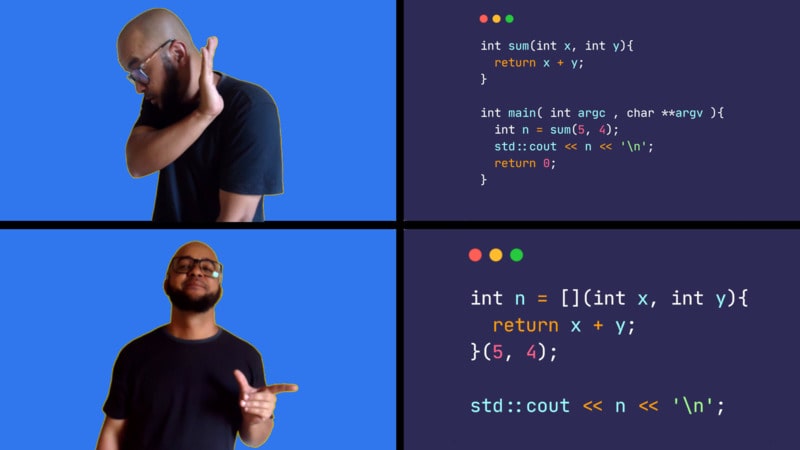 int sum(int x, int y){
  return x + y;
}

int main( int argc , char **argv ){
  int n = sum(5, 4);
  std::cout << n << '\n';
  return 0;
}

int n = [](int x, int y){
  return x + y;
}(5, 4);

std::cout << n << '\n';